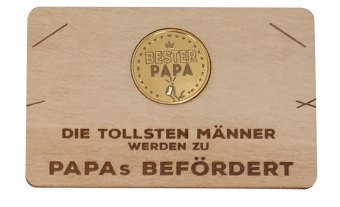 BESTER
PAPA
DIE TOLLSTEN MÄNNER
WERDEN ZU
PAPAs BEFÖRDERT